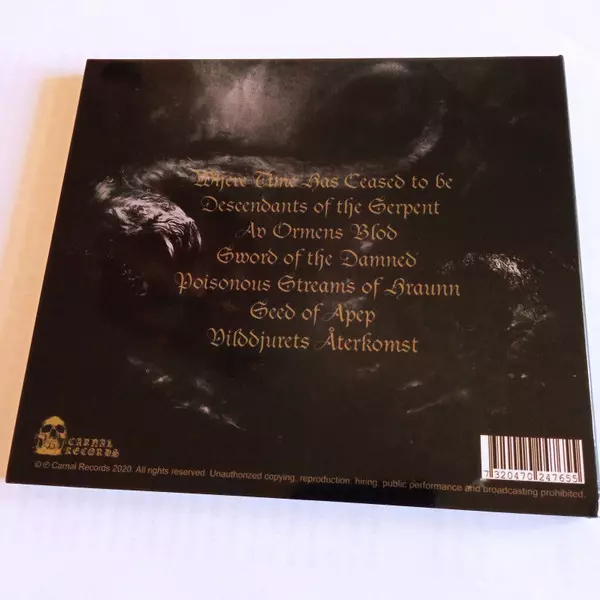 Where Time Has Ceased to be
Descendants of the Serpent
Av Ormens Blod
Sword of the Damned
Poisonous Streams of Hraunn
Seed of Apep
Vilddjurets Återkomst
CARNAL
RECORDS
© ℗ Carnal Records 2020. All rights reserved. Unauthorized copying, reproduction, hiring, public performance and broadcasting prohibited.
7 320470 247655